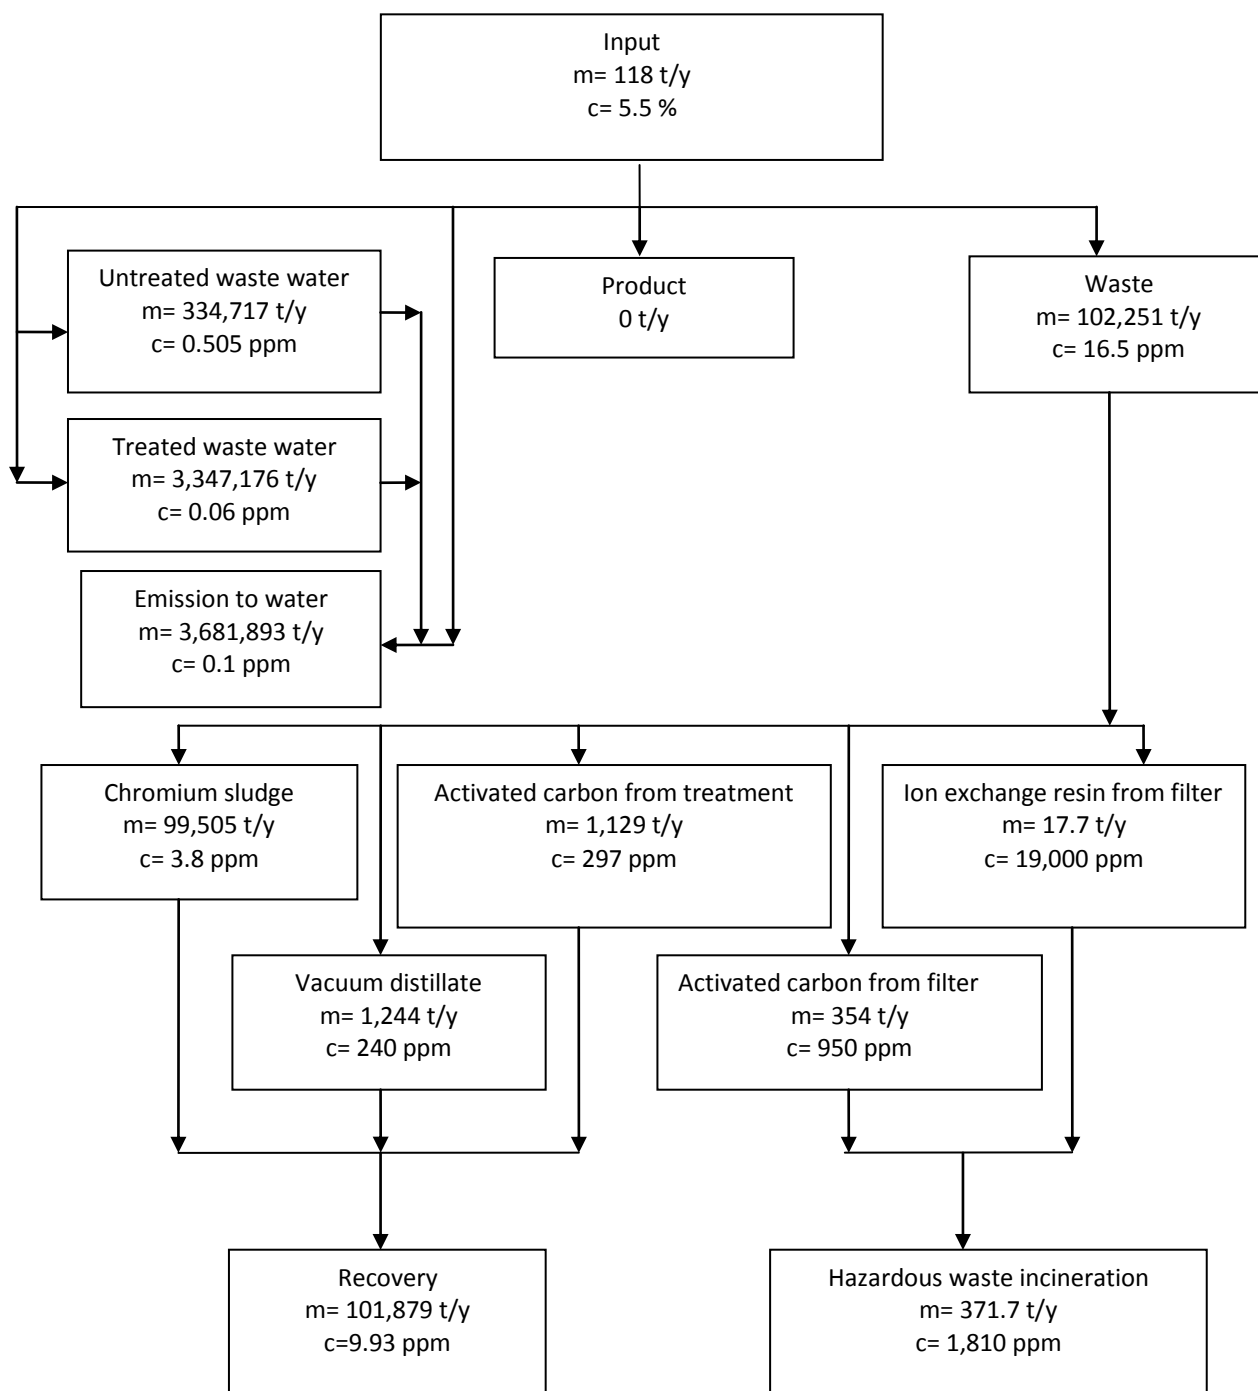 Input
m= 118 t/y
c= 5.5 %
Untreated waste water
m= 334,717 t/y
c= 0.505 ppm
Product
0 t/y
Waste
m= 102,251 t/y
c= 16.5 ppm
Treated waste water
m= 3,347,176 t/y
c= 0.06 ppm
Emission to water
m= 3,681,893 t/y
c= 0.1 ppm
Chromium sludge
m= 99,505 t/y
c= 3.8 ppm
Activated carbon from treatment
m= 1,129 t/y
c= 297 ppm
Ion exchange resin from filter
m= 17.7 t/y
c= 19,000 ppm
Vacuum distillate
m= 1,244 t/y
c= 240 ppm
Activated carbon from filter
m= 354 t/y
c= 950 ppm
Recovery
m= 101,879 t/y
c=9.93 ppm
Hazardous waste incineration
m= 371.7 t/y
c= 1,810 ppm